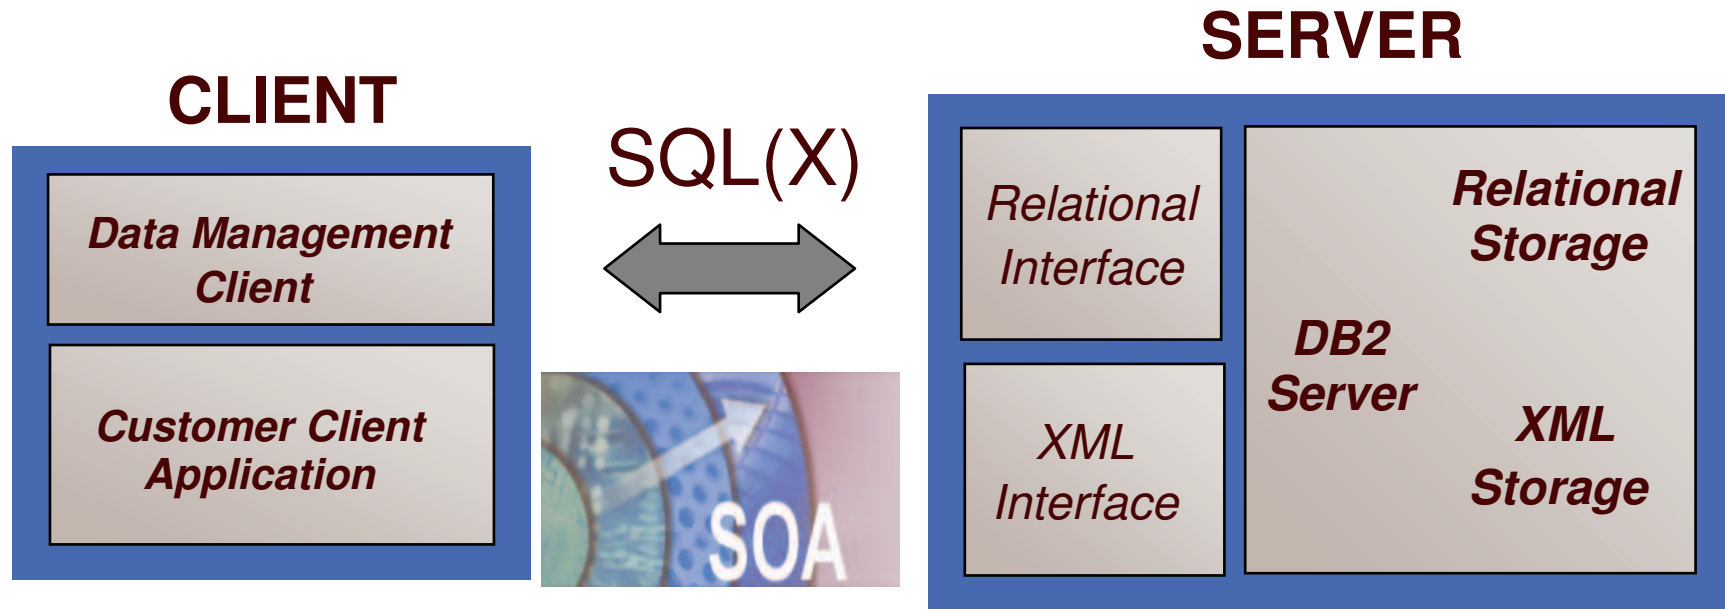 SERVER
CLIENT
SQL(X)
Data Management
Client
Customer Client
Application
SOA
Relational
Interface
XML
Interface
Relational
Storage
DB2
Server
XML
Storage